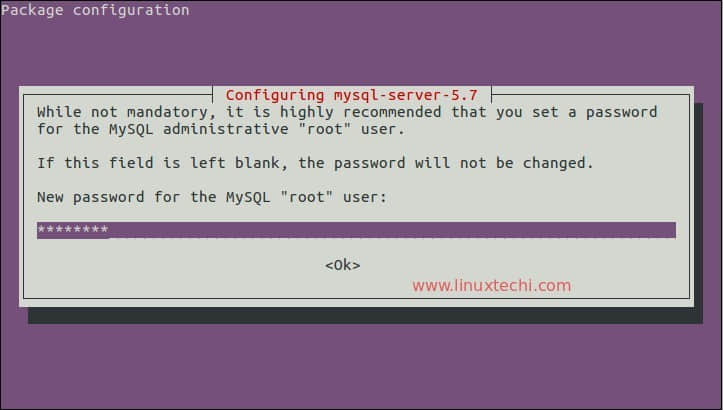 Package configuration
Configuring mysql-server-5.7
While not mandatory, it is highly recommended that you set a password
for the MySQL administrative "root" user.
If this field is left blank, the password will not be changed.
New password for the MySQL "root" user:
********
<Ok>
www.linuxtechi.com